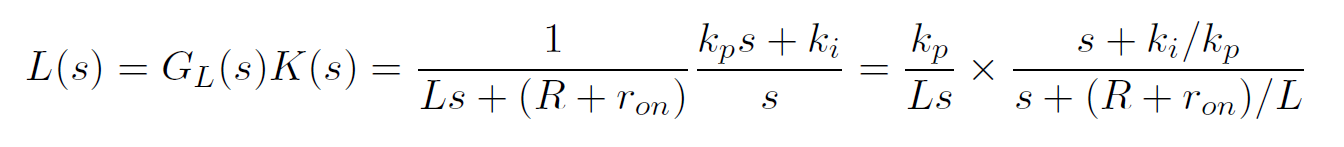 L(s) = G_L(s)K(s) = \frac{1}{Ls + (R + r_{on})} \frac{k_p s + k_i}{s} = \frac{k_p}{Ls} \times \frac{s + k_i/k_p}{s + (R + r_{on})/L}